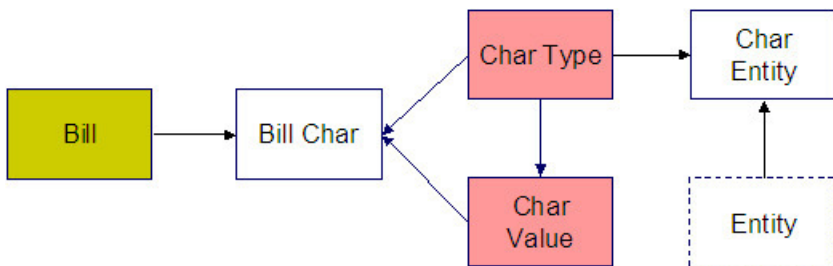 Bill
Bill Char
Char Type
Char
Value
Char
Entity
Entity